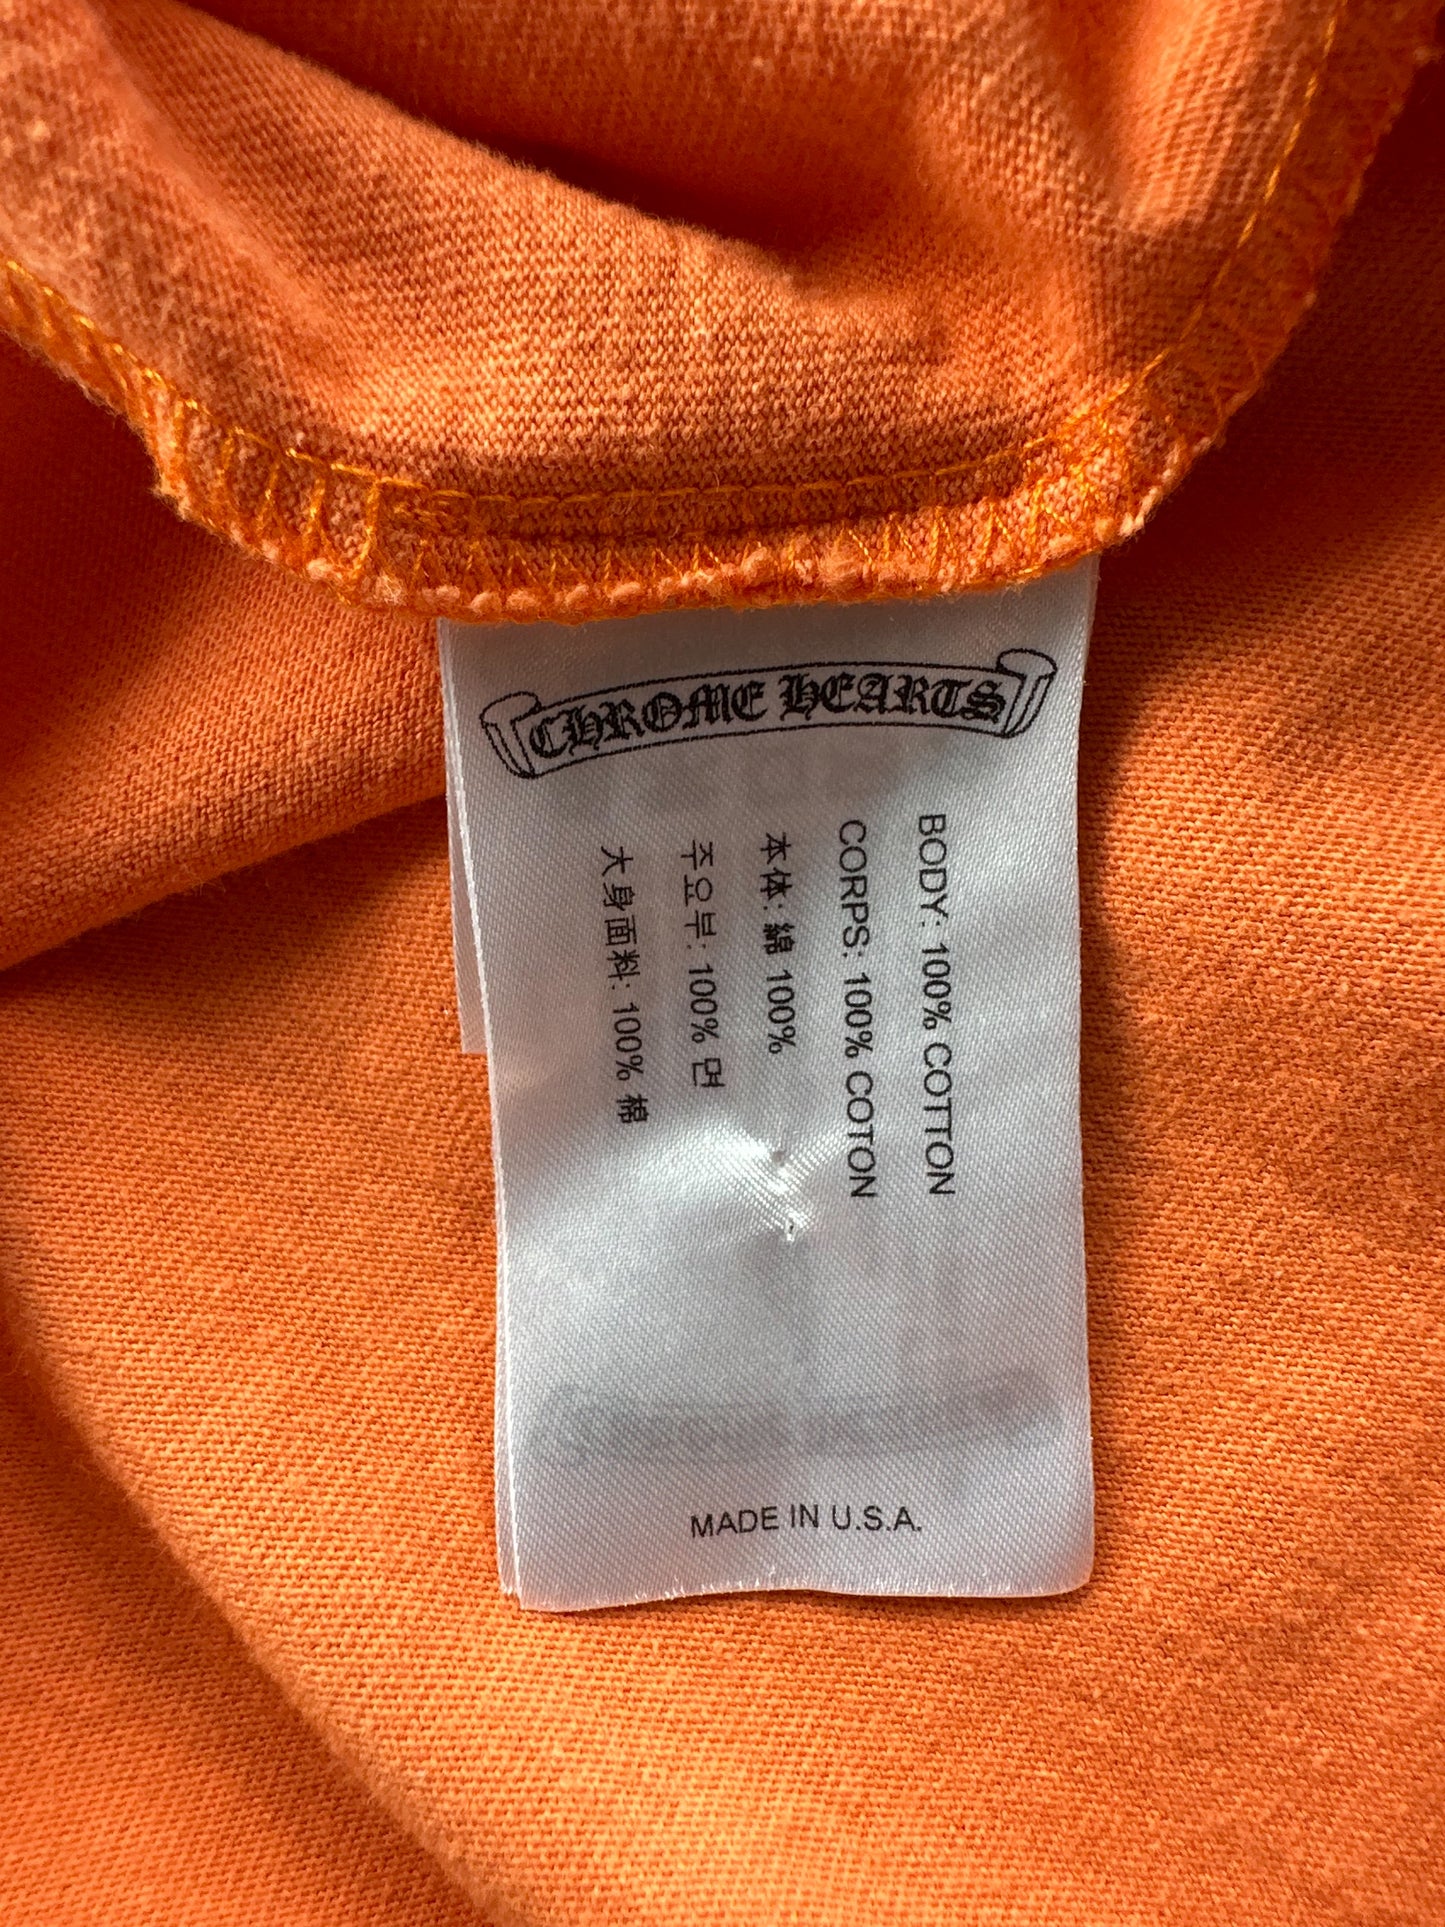 CHROME HEARTS
BODY: 100% COTTON
CORPS: 100% COTON
本体: 綿 100%
주요부: 100% 면
大身面料: 100% 棉
MADE IN U.S.A.